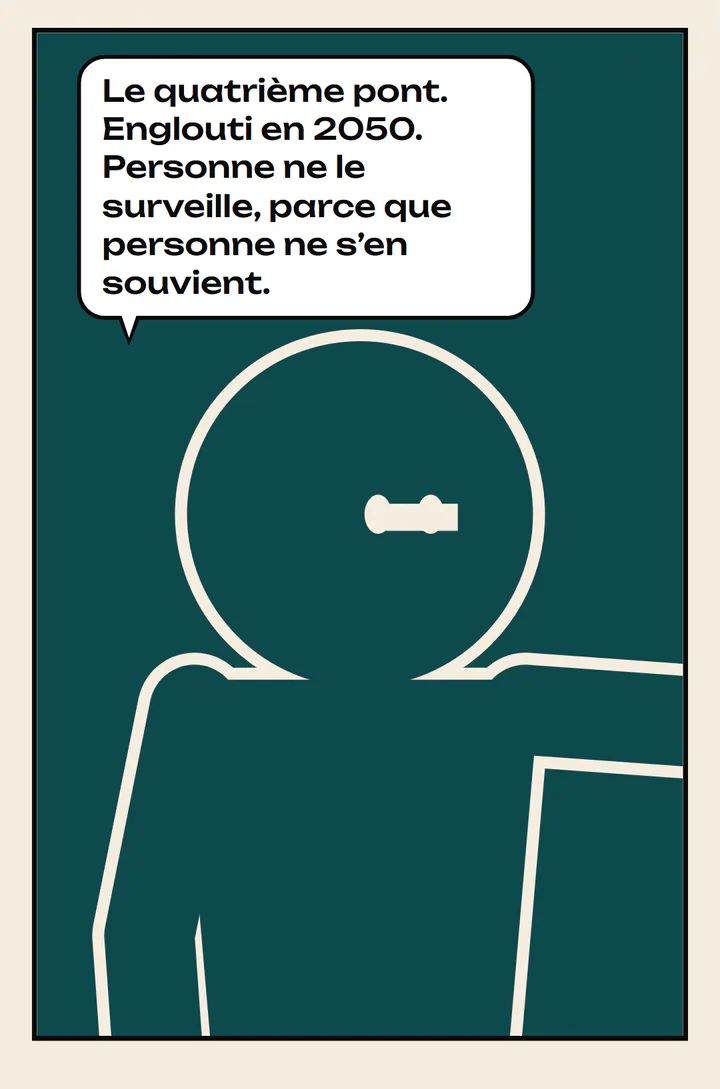 Le quatrième pont.
Englouti en 2050.
Personne ne le
surveille, parce que
personne ne s’en
souvient.